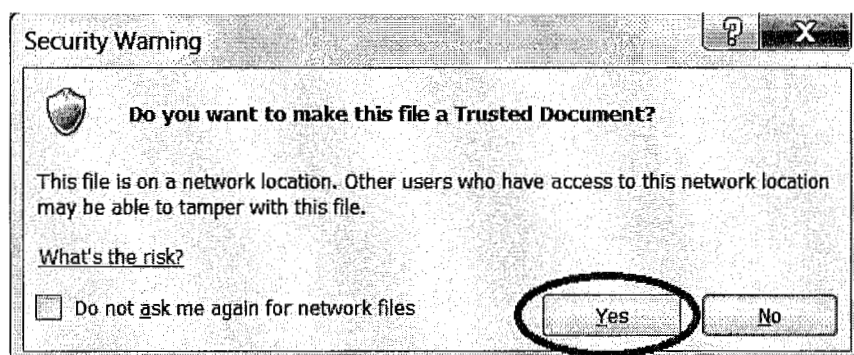 Security Warning
Do you want to make this file a Trusted Document?
This file is on a network location. Other users who have access to this network location
may be able to tamper with this file.
What's the risk?
Do not ask me again for network files
Yes
No